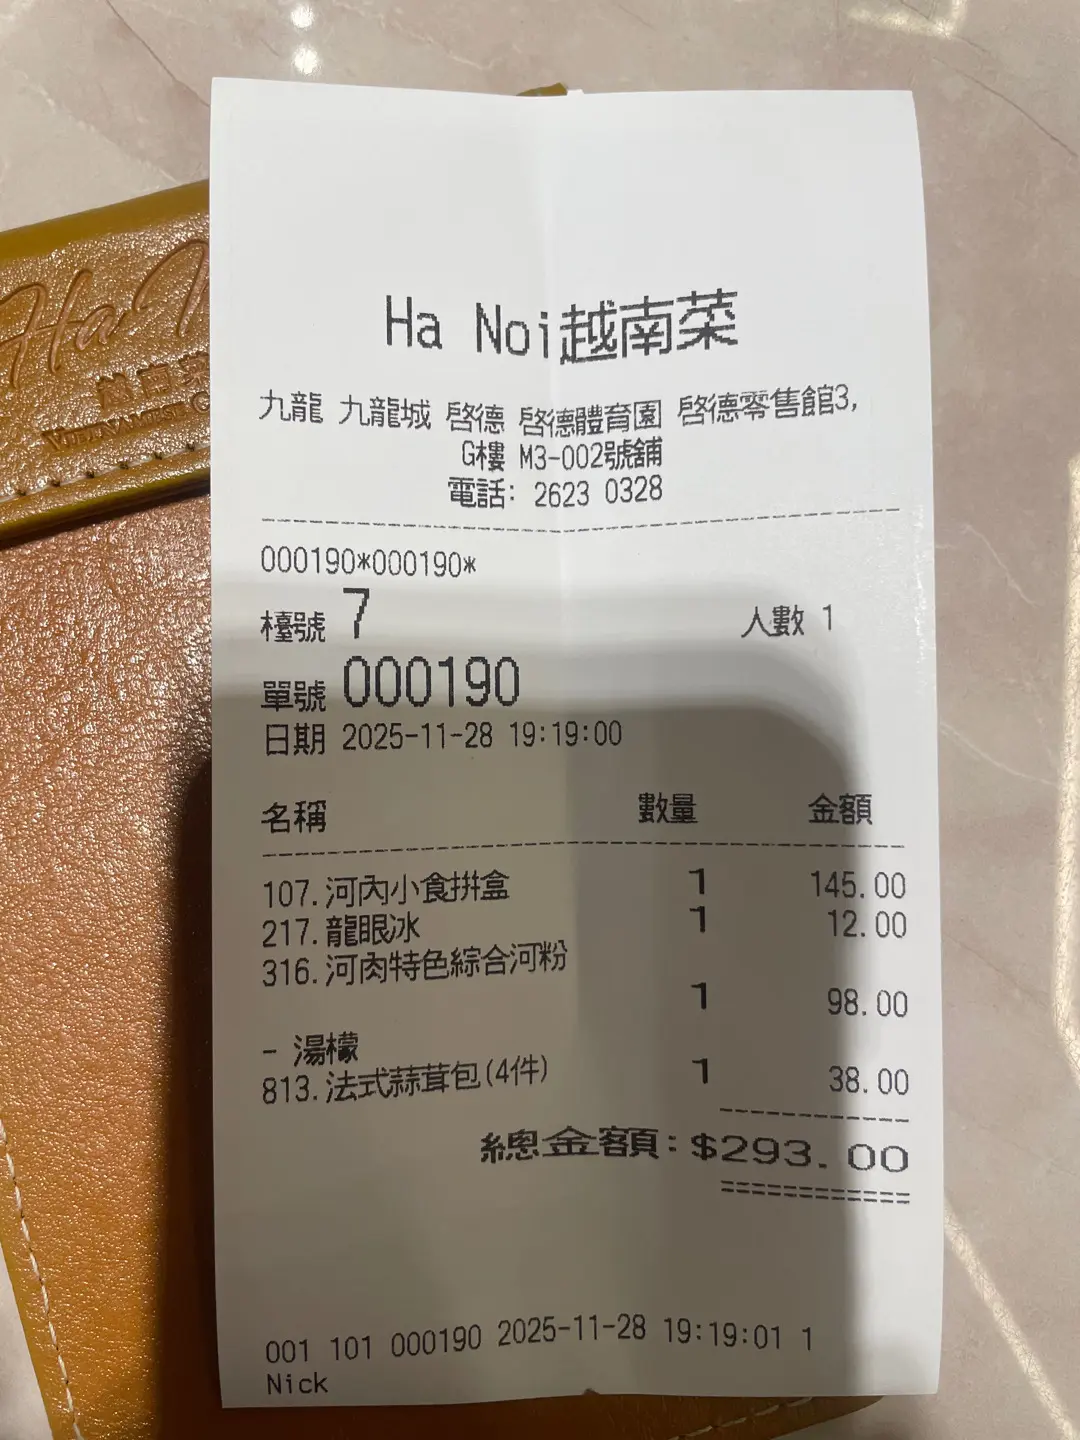 Ha Noi越南菜
九龍 九龍城 啓德 啓德體育園 啓德零售館3,
G樓 M3-002號舖
電話: 2623 0328
000190*000190*
檯號 7 人數 1
單號 000190
日期 2025-11-28 19:19:00
名稱 數量 金額
107.河內小食拼盒 1 145.00
217.龍眼冰 1 12.00
316.河內特色綜合河粉
1 98.00
- 湯檬
813.法式蒜茸包(4件) 1 38.00
總金額:$293.00
001 101 000190 2025-11-28 19:19:01 1
Nick
Ha
VIETNAMESE